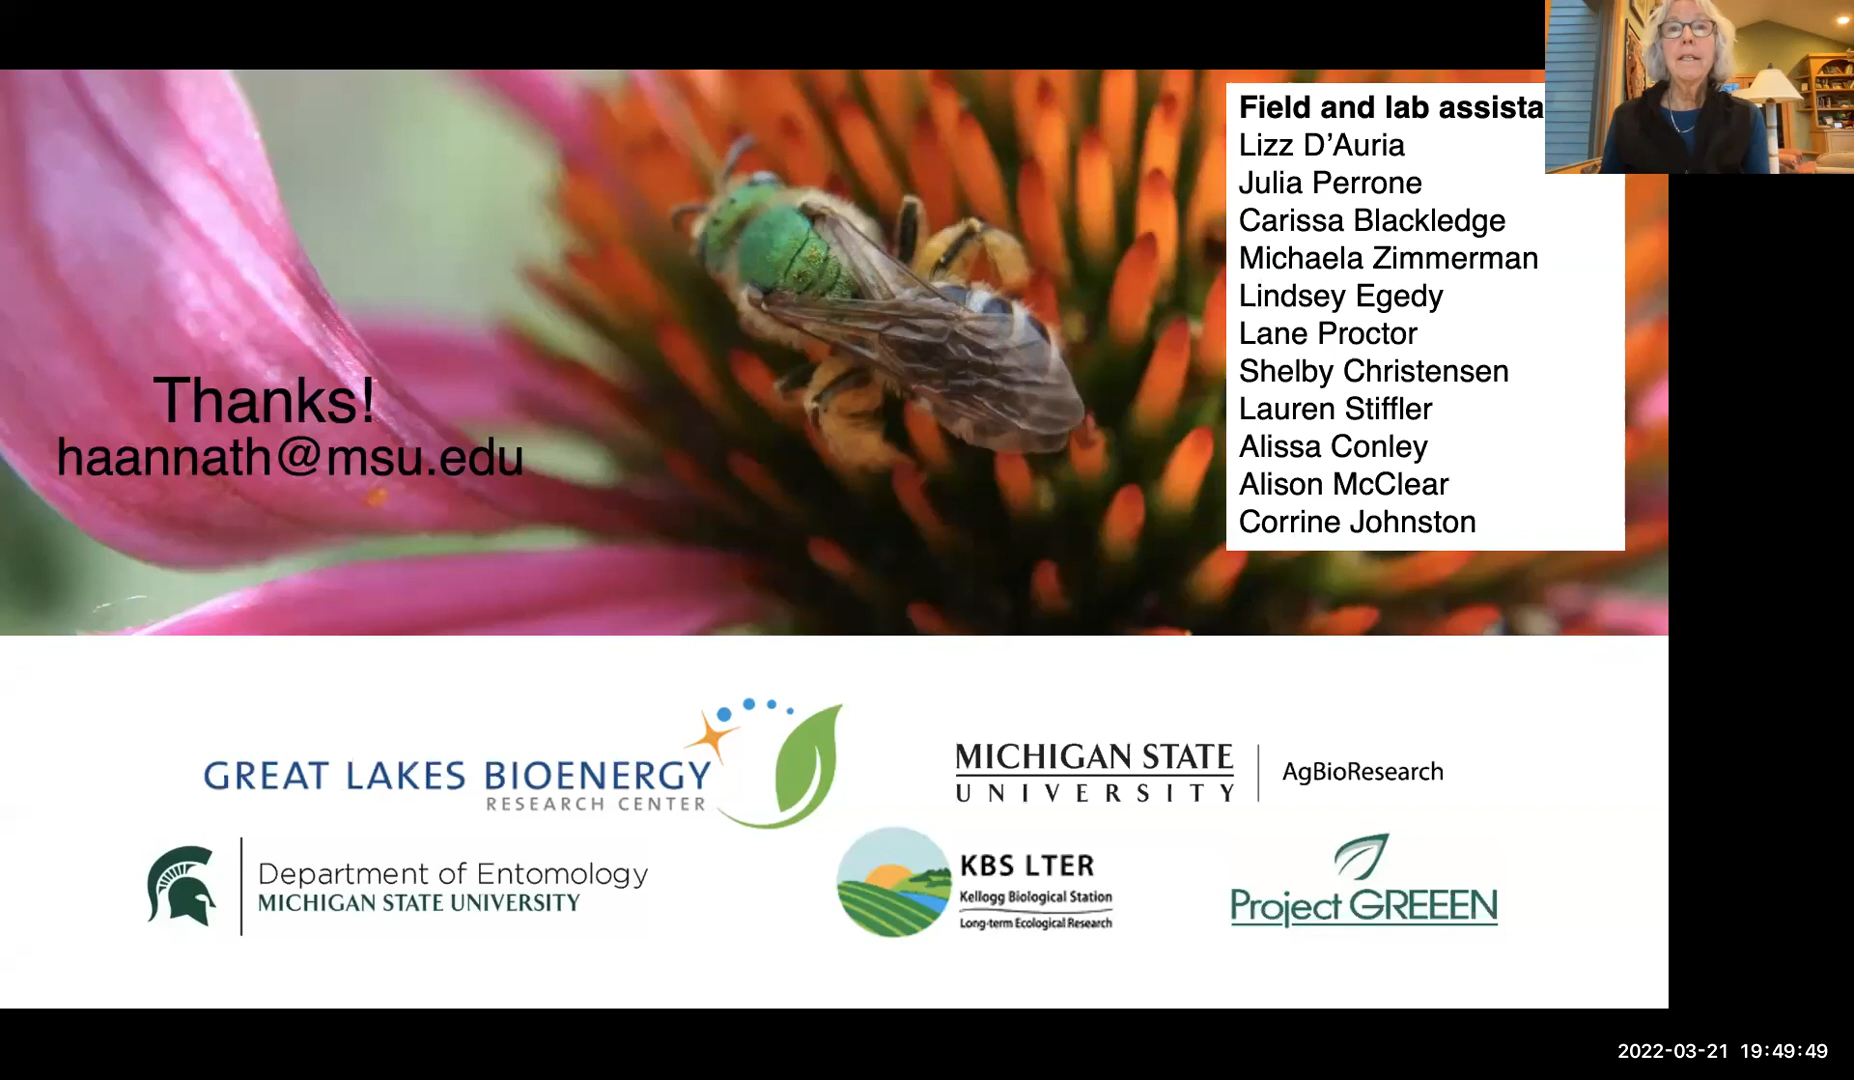 Field and lab assista
Lizz D’Auria
Julia Perrone
Carissa Blackledge
Michaela Zimmerman
Lindsey Egedy
Lane Proctor
Shelby Christensen
Lauren Stiffler
Alissa Conley
Alison McClear
Corrine Johnston
Thanks!
haannath@msu.edu
GREAT LAKES BIOENERGY
RESEARCH CENTER
MICHIGAN STATE
UNIVERSITY
AgBioResearch
Department of Entomology
MICHIGAN STATE UNIVERSITY
KBS LTER
Kellogg Biological Station
Long-term Ecological Research
Project GREEEN
2022-03-21 19:49:49